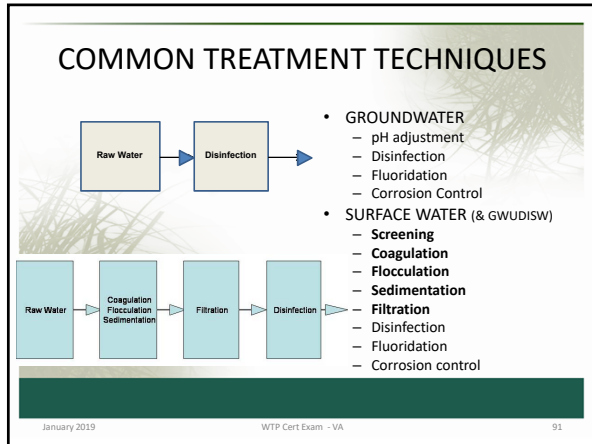 COMMON TREATMENT TECHNIQUES
Raw Water
Disinfection
• GROUNDWATER
– pH adjustment
– Disinfection
– Fluoridation
– Corrosion Control
• SURFACE WATER (& GWUDISW)
– Screening
– Coagulation
– Flocculation
– Sedimentation
– Filtration
– Disinfection
– Fluoridation
– Corrosion control
Raw Water
Coagulation
Flocculation
Sedimentation
Filtration
Disinfection
January 2019
WTP Cert Exam - VA
91